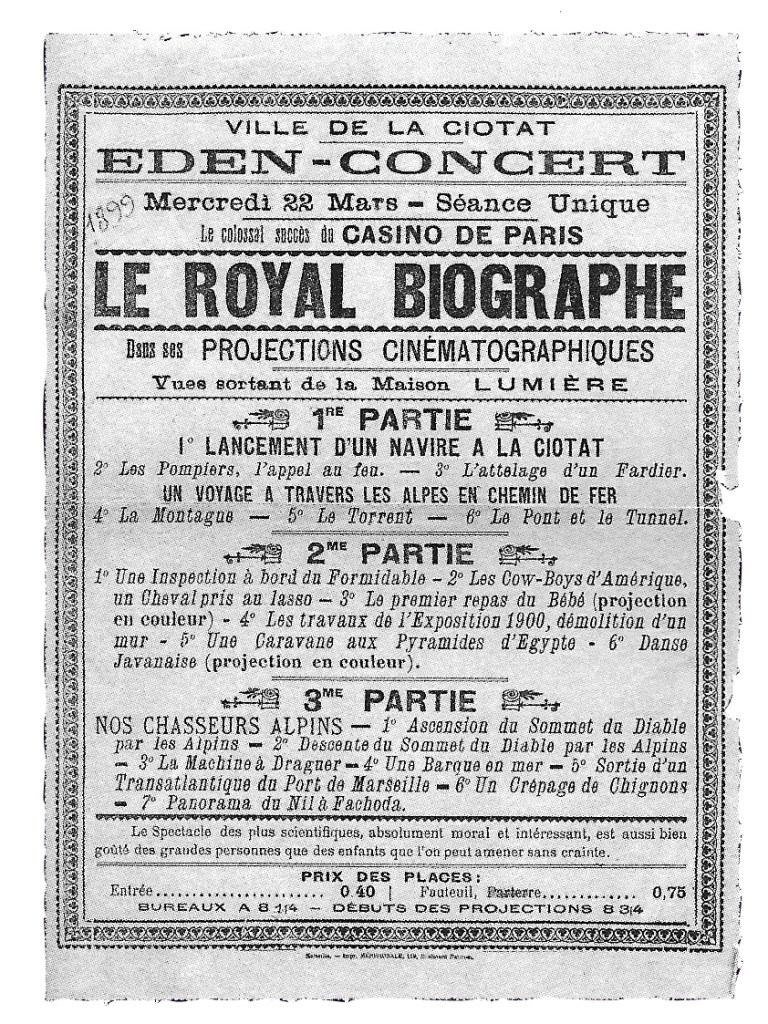 VILLE DE LA CIOTAT
EDEN-CONCERT
1899
Mercredi 22 Mars – Séance Unique
Le colossal succès du CASINO DE PARIS
LE ROYAL BIOGRAPHE
Dans ses PROJECTIONS CINÉMATOGRAPHIQUES
Vues sortant de la Maison LUMIÈRE
1RE PARTIE
1° LANCEMENT D'UN NAVIRE A LA CIOTAT
2° Les Pompiers, l'appel au feu. — 3° L'attelage d'un Fardier.
UN VOYAGE A TRAVERS LES ALPES EN CHEMIN DE FER
4° La Montagne — 5° Le Torrent — 6° Le Pont et le Tunnel.
2ME PARTIE
1° Une Inspection à bord du Formidable – 2° Les Cow-Boys d'Amérique,
un Cheval pris au lasso – 3° Le premier repas du Bébé (projection
en couleur) - 4° Les travaux de l'Exposition 1900, démolition d'un
mur - 5° Une Caravane aux Pyramides d'Egypte - 6° Danse
Javanaise (projection en couleur).
3ME PARTIE
NOS CHASSEURS ALPINS — 1° Ascension du Sommet du Diable
par les Alpins – 2° Descente du Sommet du Diable par les Alpins
– 3° La Machine à Draguer – 4° Une Barque en mer – 5° Sortie d'un
Transatlantique du Port de Marseille – 6° Un Crépage de Chignons
– 7° Panorama du Nil à Fachoda.
Le Spectacle des plus scientifiques, absolument moral et intéressant, est aussi bien
goûté des grandes personnes que des enfants que l'on peut amener sans crainte.
PRIX DES PLACES:
Entrée...................... 0 40 | Fauteuil, Parterre............. 0,75
BUREAUX A 8 1/4 – DÉBUTS DES PROJECTIONS 8 3/4
Marseille. — Impr. MÉRIDIONALE,